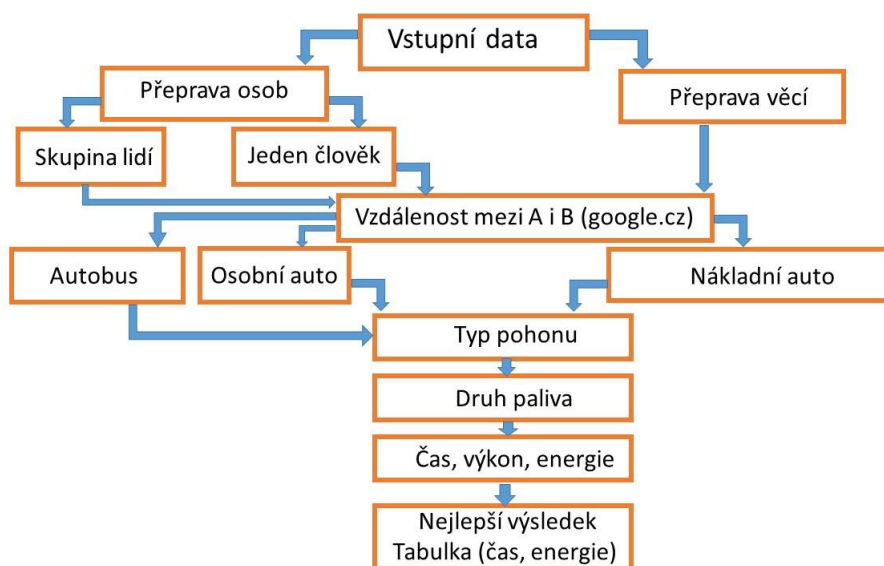 Vstupní data
Přeprava osob
Přeprava věcí
Skupina lidí
Jeden člověk
Vzdálenost mezi A i B (google.cz)
Autobus
Osobní auto
Nákladní auto
Typ pohonu
Druh paliva
Čas, výkon, energie
Nejlepší výsledek
Tabulka (čas, energie)